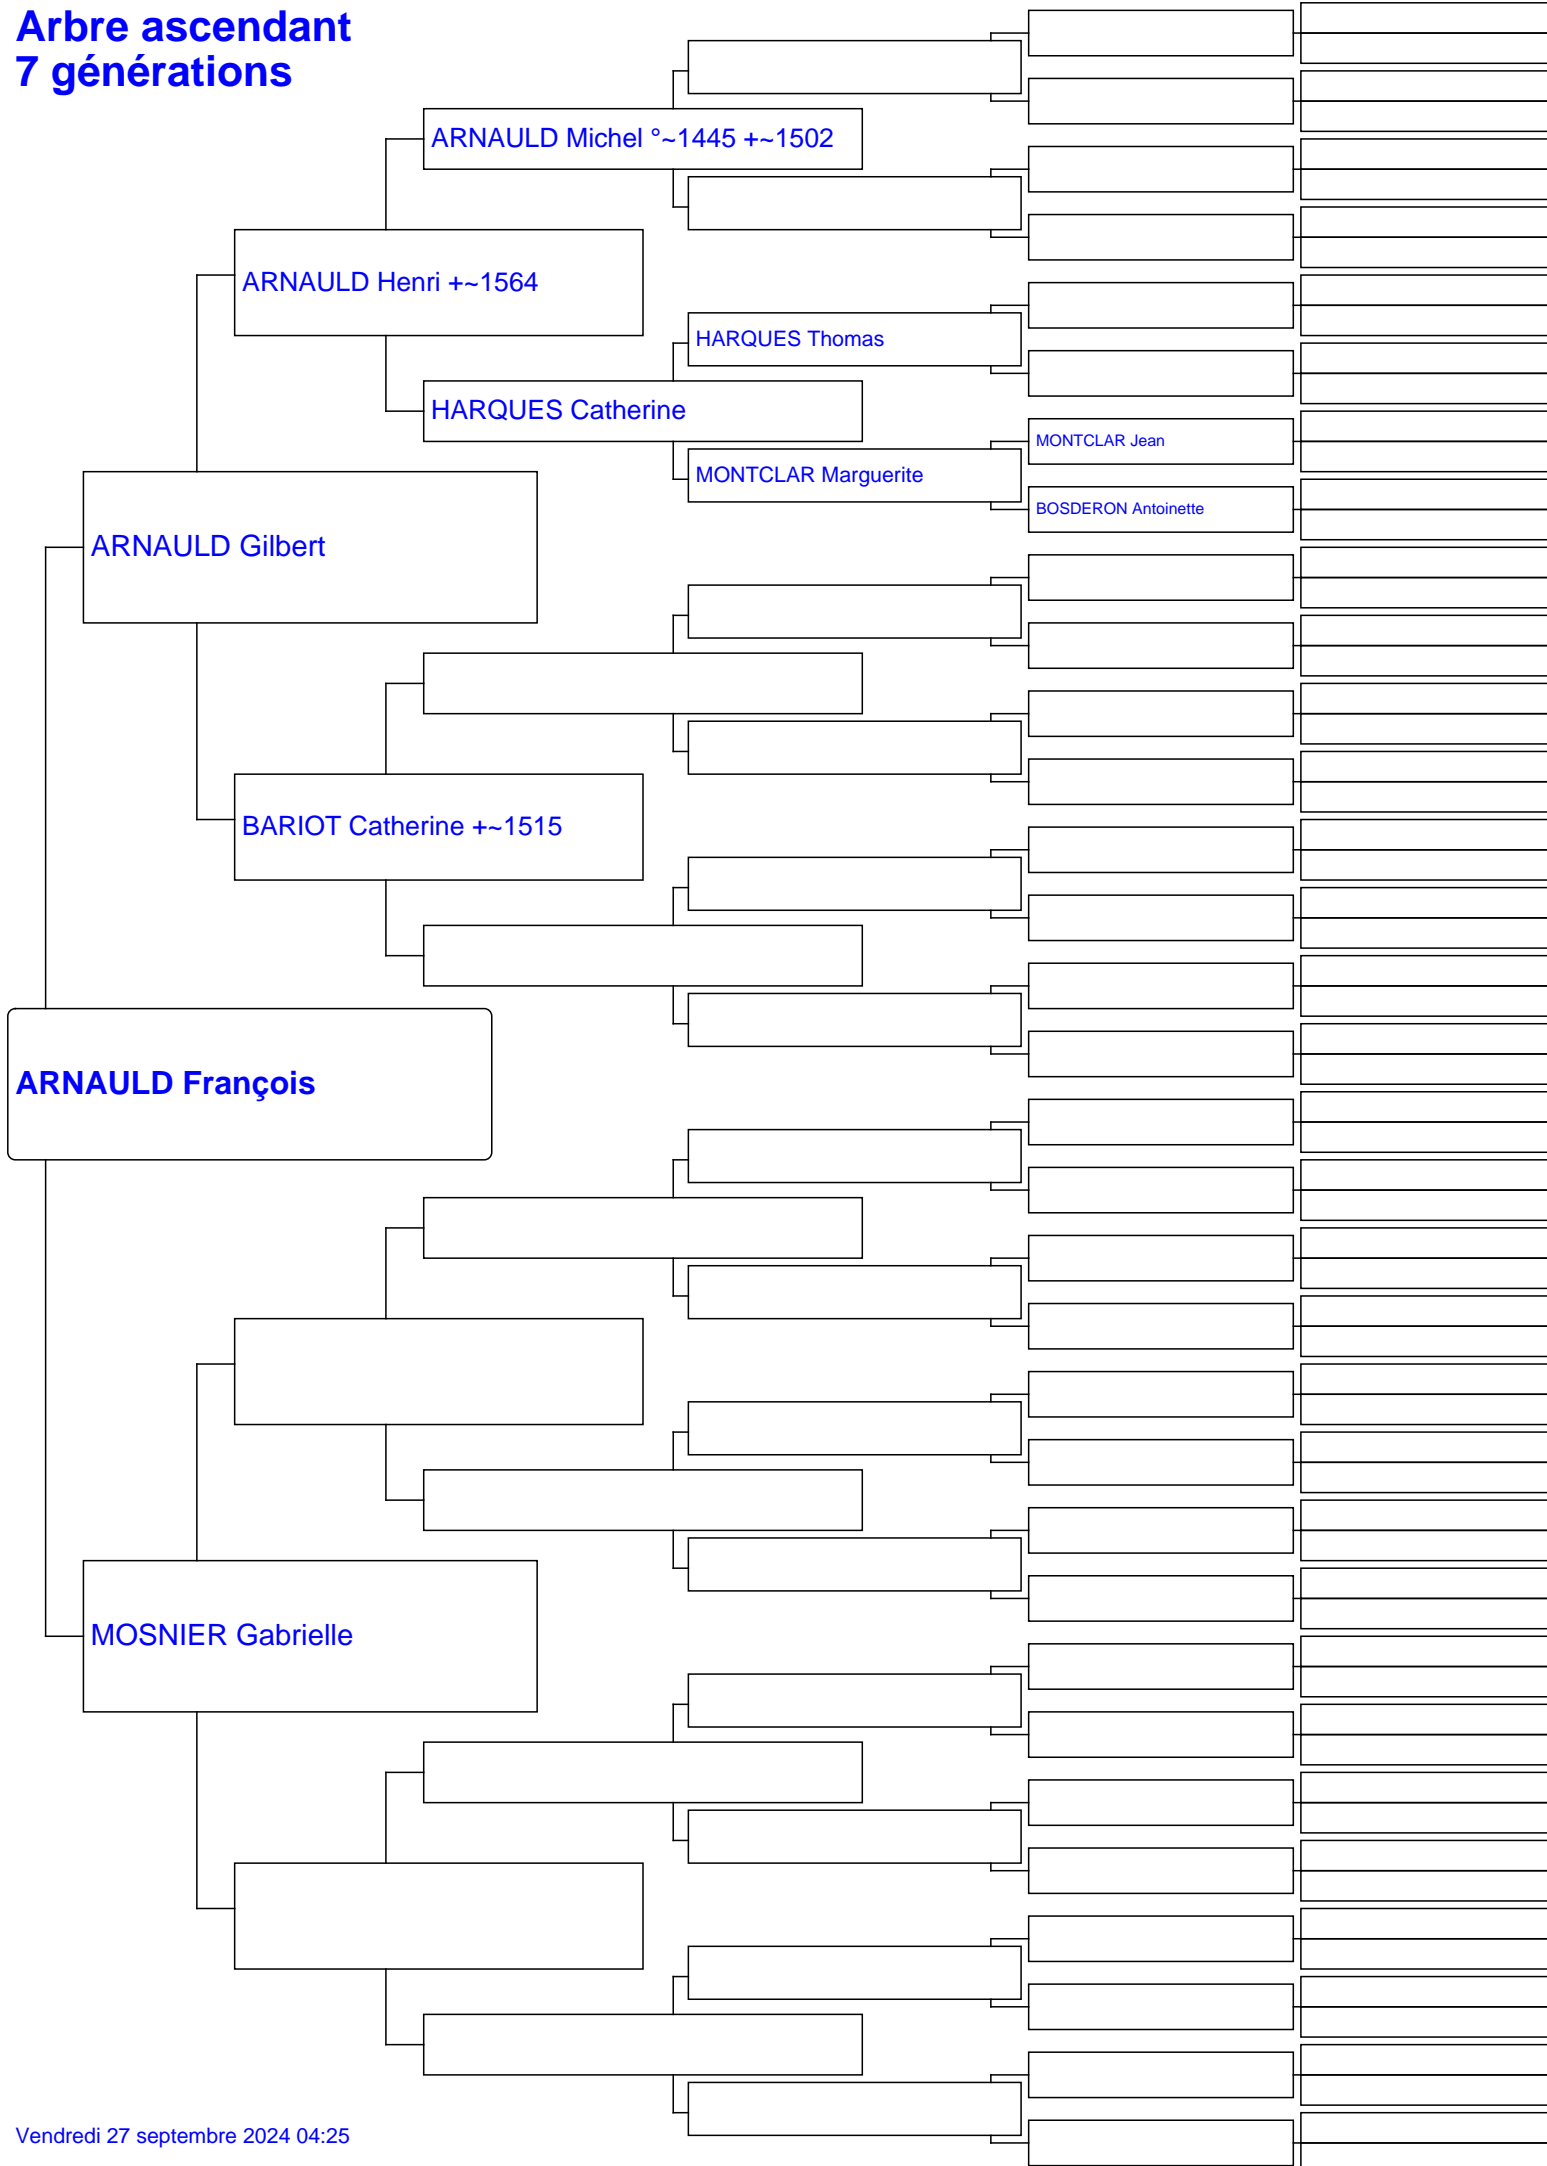 Arbre ascendant
7 générations
ARNAULD Michel °~1445 +~1502
ARNAULD Henri +~1564
HARQUES Thomas
HARQUES Catherine
MONTCLAR Jean
MONTCLAR Marguerite
BOSDERON Antoinette
ARNAULD Gilbert
BARIOT Catherine +~1515
ARNAULD François
MOSNIER Gabrielle
Vendredi 27 septembre 2024 04:25